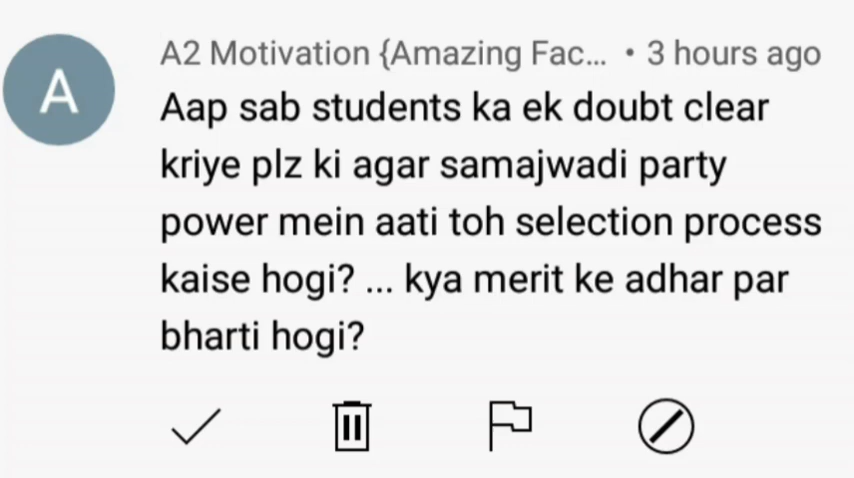 A
A2 Motivation {Amazing Fac... • 3 hours ago
Aap sab students ka ek doubt clear
kriye plz ki agar samajwadi party
power mein aati toh selection process
kaise hogi? ... kya merit ke adhar par
bharti hogi?